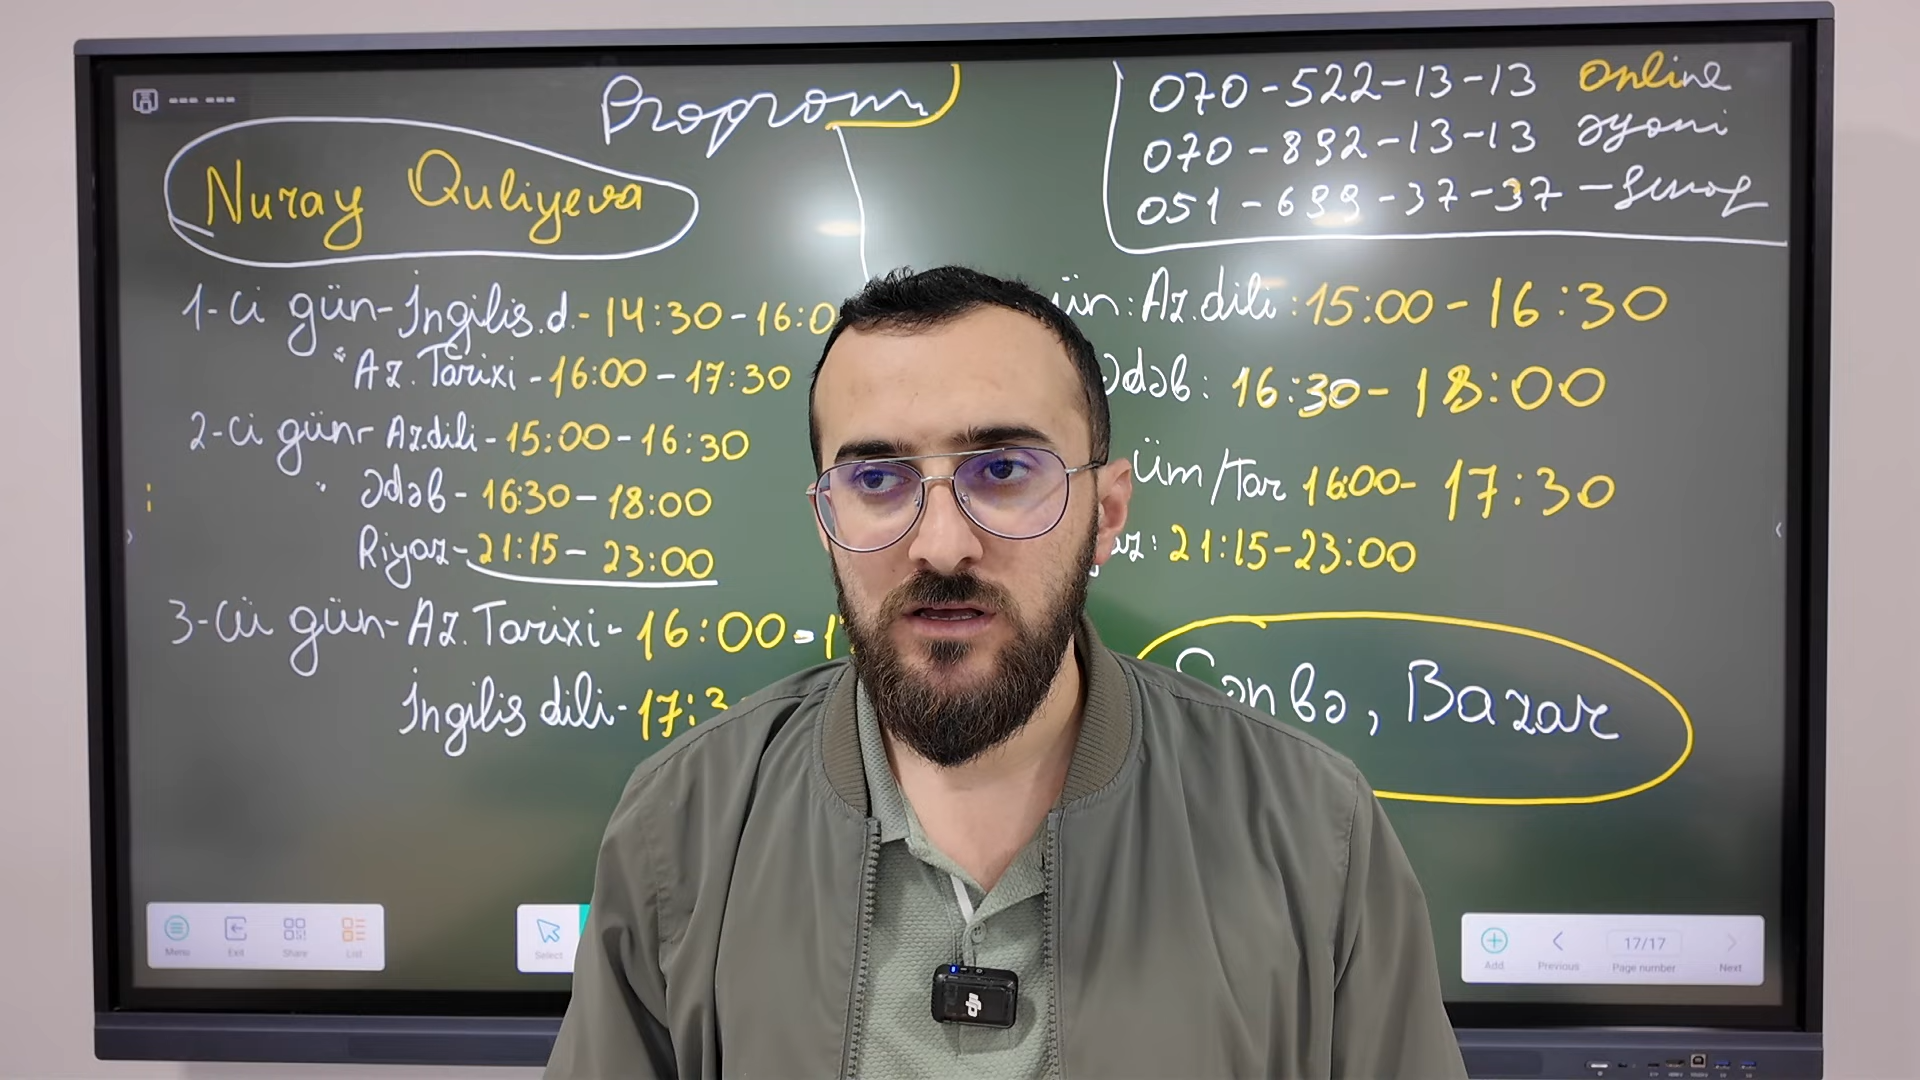 Proqram
Nuray Quliyeva
1-ci gün-İngilis.d.- 14:30-16:0
Az. Tarixi -16:00-17:30
2-ci gün- Az.dili-15:00-16:30
Ədəb-16:30-18:00
Riyaz-21:15-23:00
3-cü gün-Az.Tarixi-16:00-1
İngilis dili-17:3
070-522-13-13 online
070-892-13-13 əyani
051-699-37-37 -
ün: Az.dili:15:00-16:30
Ədəb: 16:30-18:00
üm/Tar 16:00-17:30
az: 21:15-23:00
ənbə, Bazar
Menu Exit Share List
Select
Add Previous 17/17 Page number Next